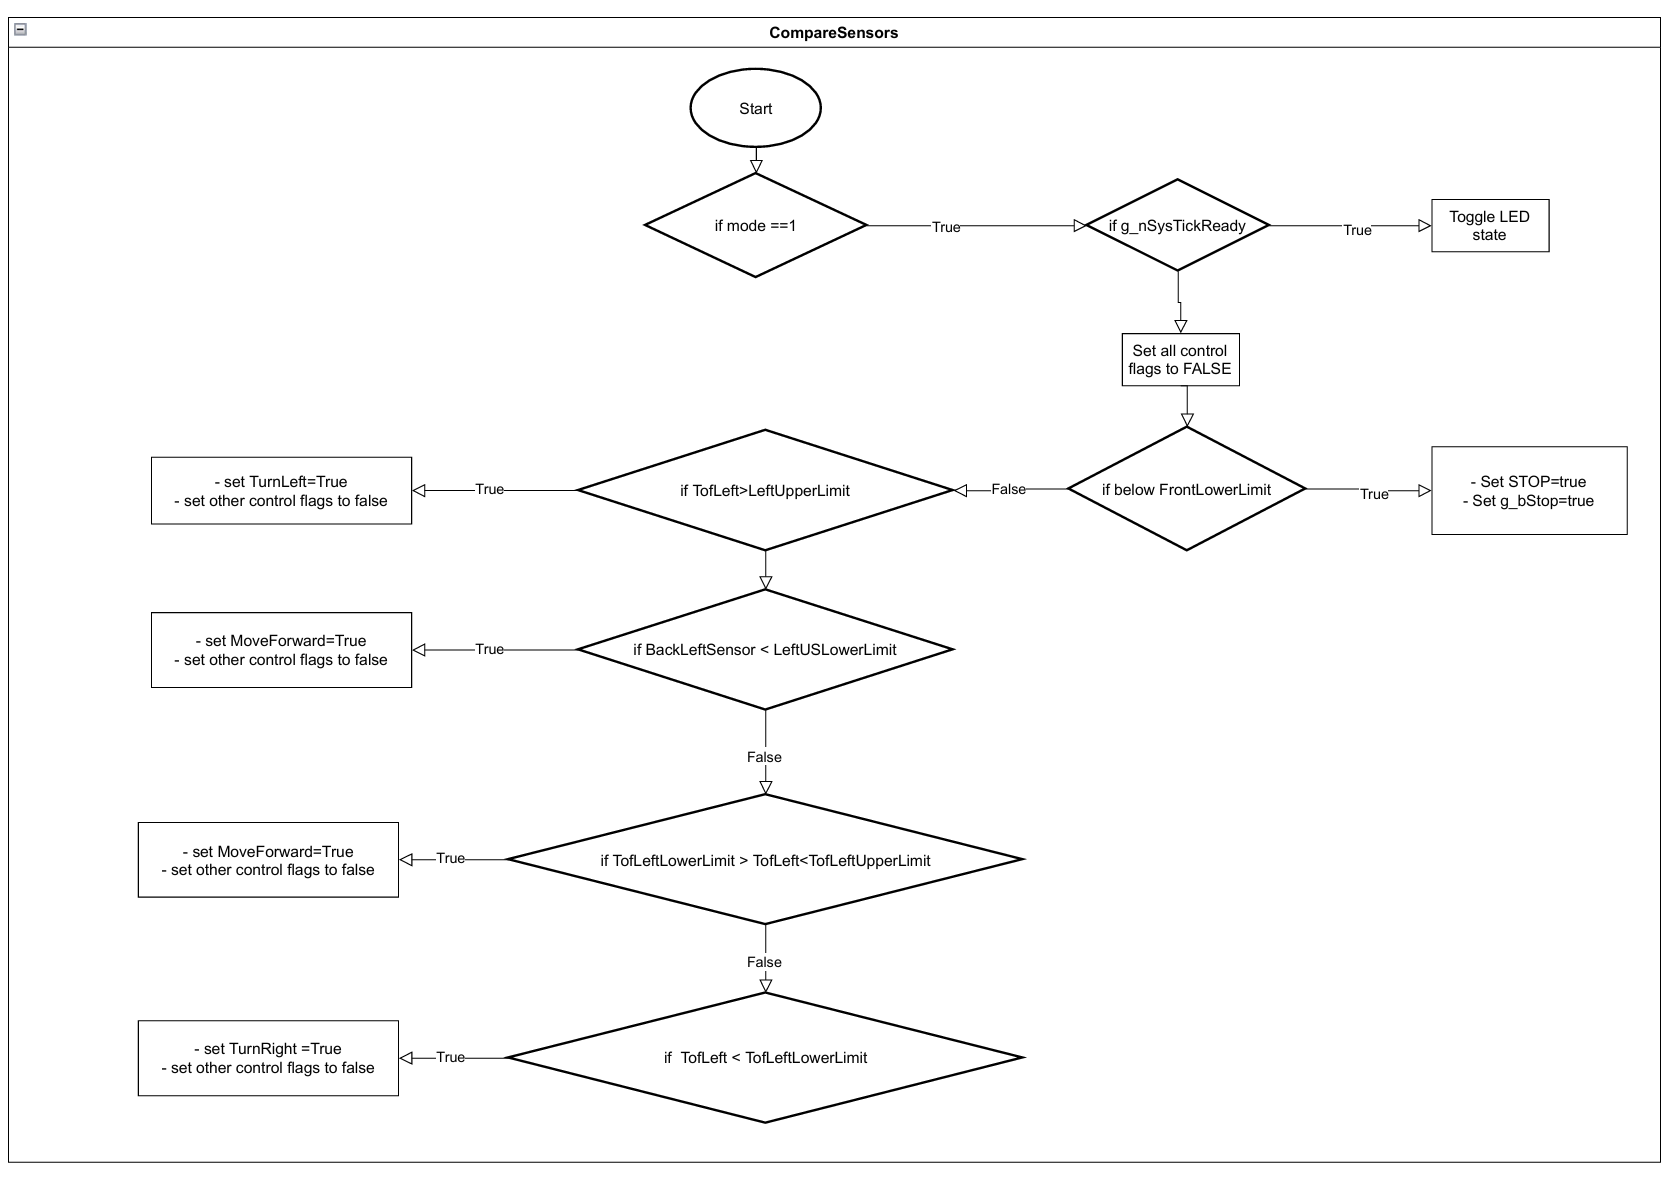 CompareSensors
Start
if mode ==1
True
if g_nSysTickReady
True
Toggle LED
state
Set all control
flags to FALSE
if below FrontLowerLimit
True
- Set STOP=true
- Set g_bStop=true
False
if TofLeft>LeftUpperLimit
True
- set TurnLeft=True
- set other control flags to false
if BackLeftSensor < LeftUSLowerLimit
True
- set MoveForward=True
- set other control flags to false
False
if TofLeftLowerLimit > TofLeft<TofLeftUpperLimit
True
- set MoveForward=True
- set other control flags to false
False
if  TofLeft < TofLeftLowerLimit
True
- set TurnRight =True
- set other control flags to false